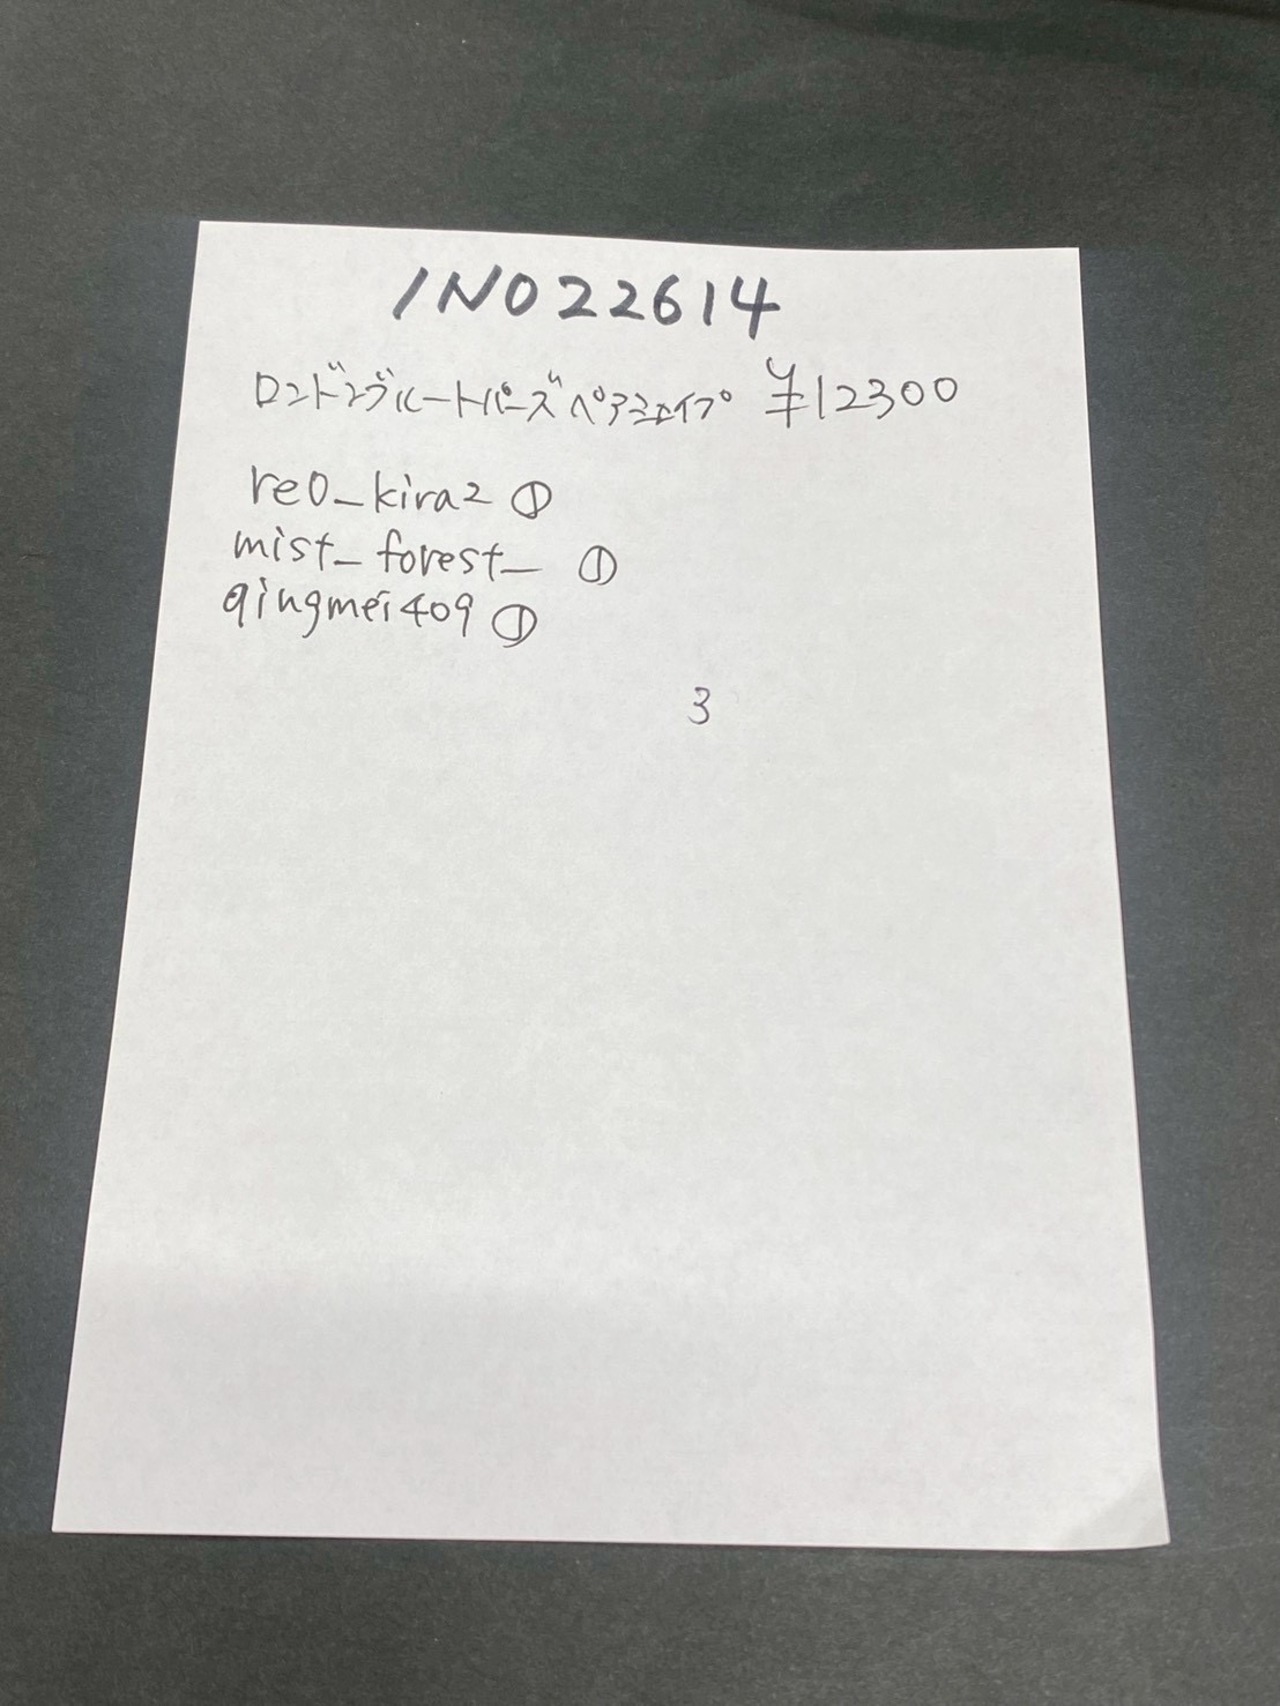 INO22614
ロンドンブルートパーズペアシェイプ ¥12300
re0_kira2 ①
mist_forest_ ①
qingmei409 ①
3